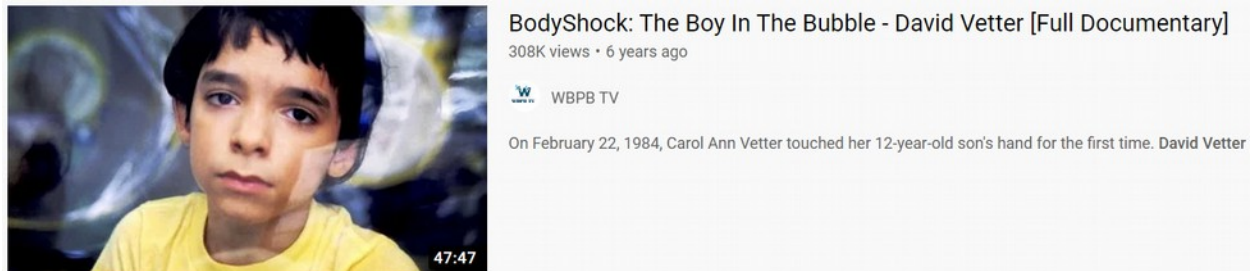 BodyShock: The Boy In The Bubble - David Vetter [Full Documentary]
308K views • 6 years ago
W
WBPB TV
WBPB TV
On February 22, 1984, Carol Ann Vetter touched her 12-year-old son's hand for the first time. David Vetter
47:47